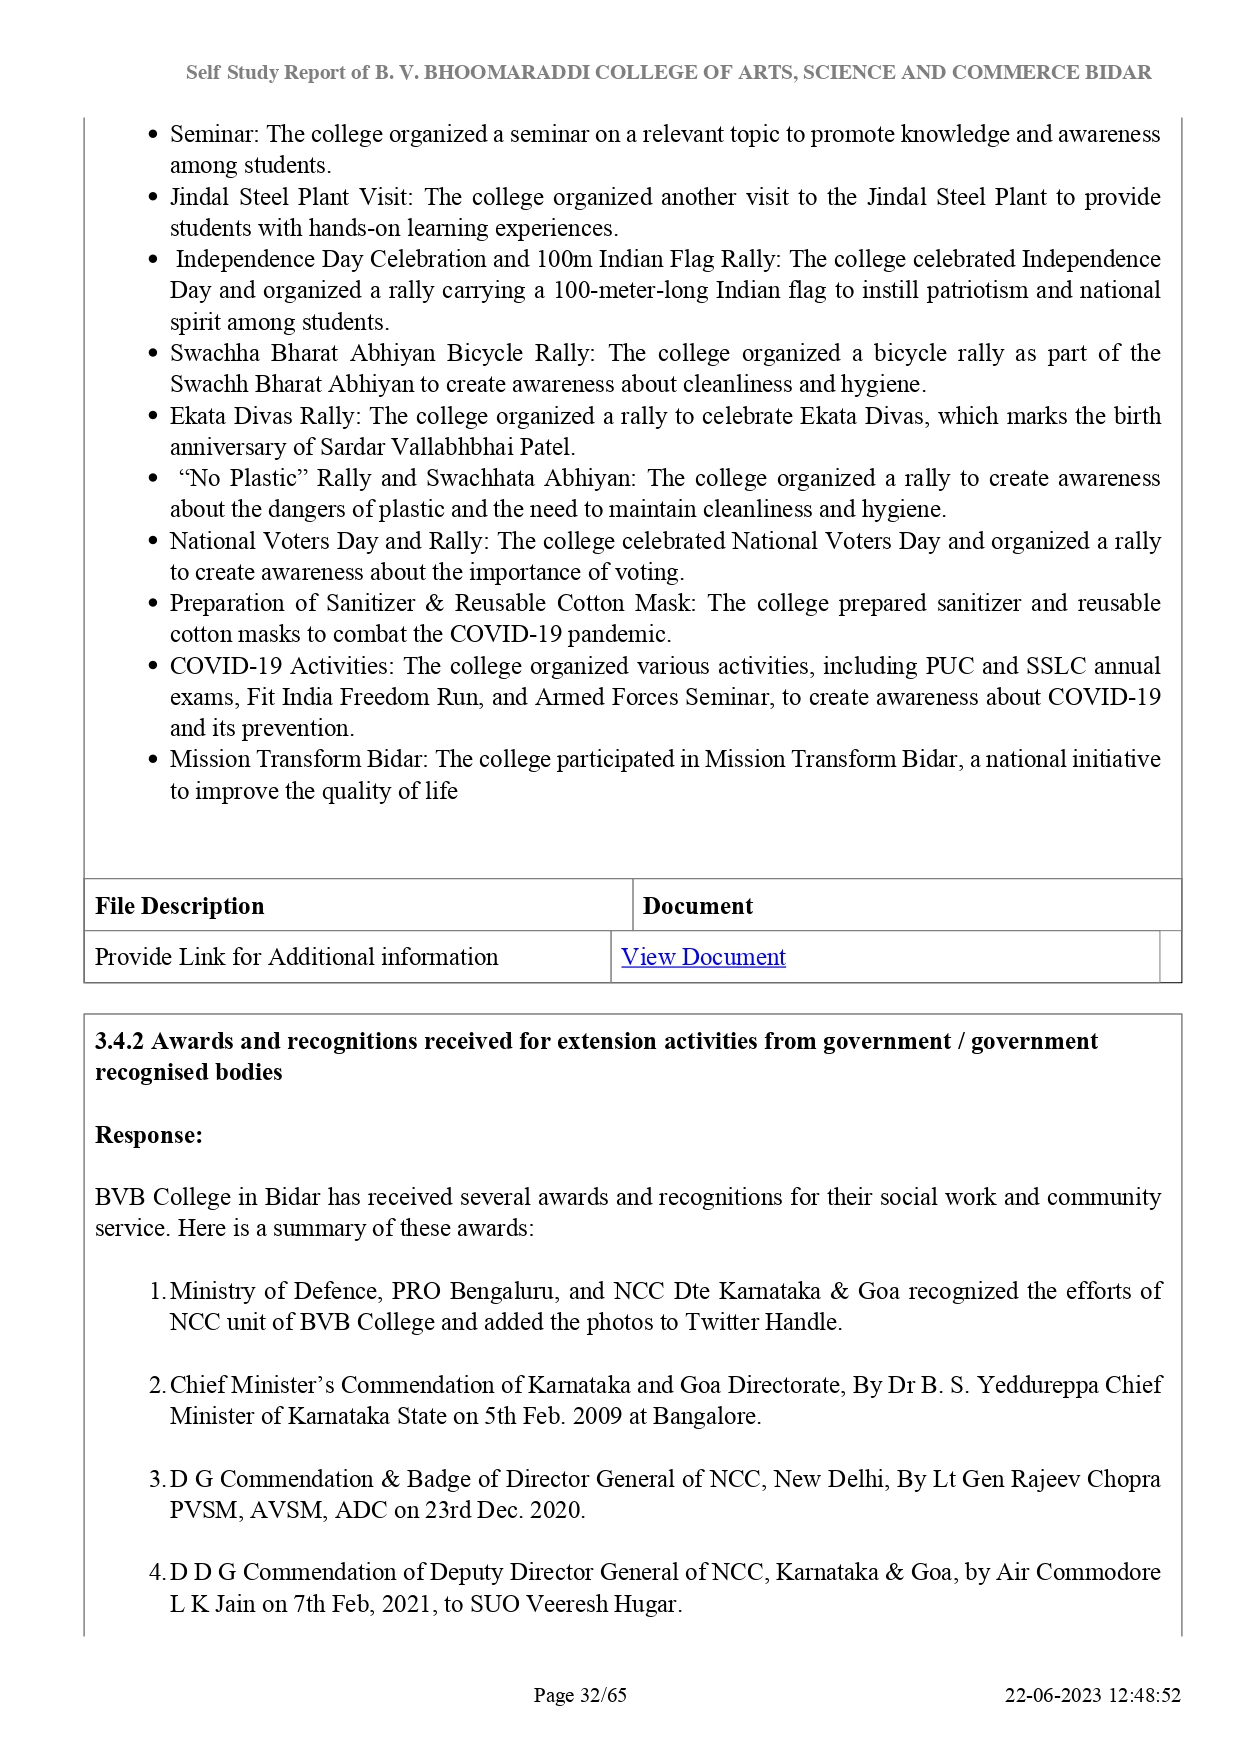 Self Study Report of B. V. BHOOMARADDI COLLEGE OF ARTS, SCIENCE AND COMMERCE BIDAR
• Seminar: The college organized a seminar on a relevant topic to promote knowledge and awareness
among students.
• Jindal Steel Plant Visit: The college organized another visit to the Jindal Steel Plant to provide
students with hands-on learning experiences.
• Independence Day Celebration and 100m Indian Flag Rally: The college celebrated Independence
Day and organized a rally carrying a 100-meter-long Indian flag to instill patriotism and national
spirit among students.
• Swachha Bharat Abhiyan Bicycle Rally: The college organized a bicycle rally as part of the
Swachh Bharat Abhiyan to create awareness about cleanliness and hygiene.
• Ekata Divas Rally: The college organized a rally to celebrate Ekata Divas, which marks the birth
anniversary of Sardar Vallabhbhai Patel.
• “No Plastic” Rally and Swachhata Abhiyan: The college organized a rally to create awareness
about the dangers of plastic and the need to maintain cleanliness and hygiene.
• National Voters Day and Rally: The college celebrated National Voters Day and organized a rally
to create awareness about the importance of voting.
• Preparation of Sanitizer & Reusable Cotton Mask: The college prepared sanitizer and reusable
cotton masks to combat the COVID-19 pandemic.
• COVID-19 Activities: The college organized various activities, including PUC and SSLC annual
exams, Fit India Freedom Run, and Armed Forces Seminar, to create awareness about COVID-19
and its prevention.
• Mission Transform Bidar: The college participated in Mission Transform Bidar, a national initiative
to improve the quality of life
File Description Document
Provide Link for Additional information View Document
3.4.2 Awards and recognitions received for extension activities from government / government
recognised bodies
Response:
BVB College in Bidar has received several awards and recognitions for their social work and community
service. Here is a summary of these awards:
1. Ministry of Defence, PRO Bengaluru, and NCC Dte Karnataka & Goa recognized the efforts of
NCC unit of BVB College and added the photos to Twitter Handle.
2. Chief Minister’s Commendation of Karnataka and Goa Directorate, By Dr B. S. Yeddureppa Chief
Minister of Karnataka State on 5th Feb. 2009 at Bangalore.
3. D G Commendation & Badge of Director General of NCC, New Delhi, By Lt Gen Rajeev Chopra
PVSM, AVSM, ADC on 23rd Dec. 2020.
4. D D G Commendation of Deputy Director General of NCC, Karnataka & Goa, by Air Commodore
L K Jain on 7th Feb, 2021, to SUO Veeresh Hugar.
Page 32/65 22-06-2023 12:48:52